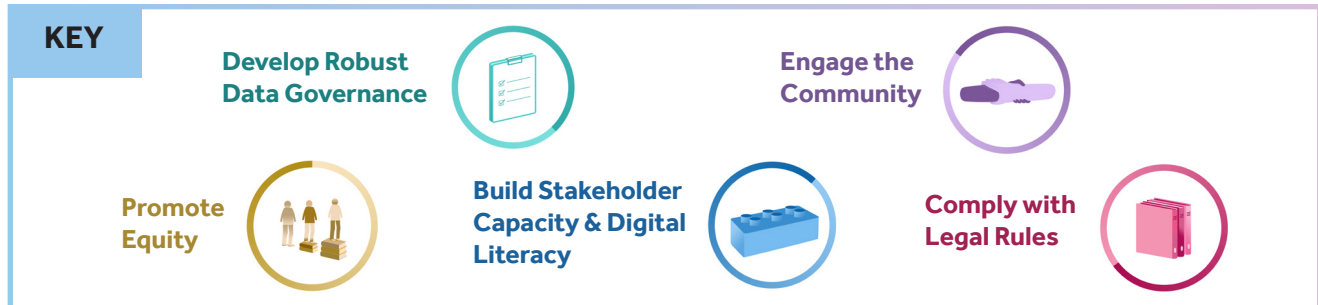 KEY
Develop Robust
Data Governance
Engage the
Community
Promote
Equity
Build Stakeholder
Capacity & Digital
Literacy
Comply with
Legal Rules